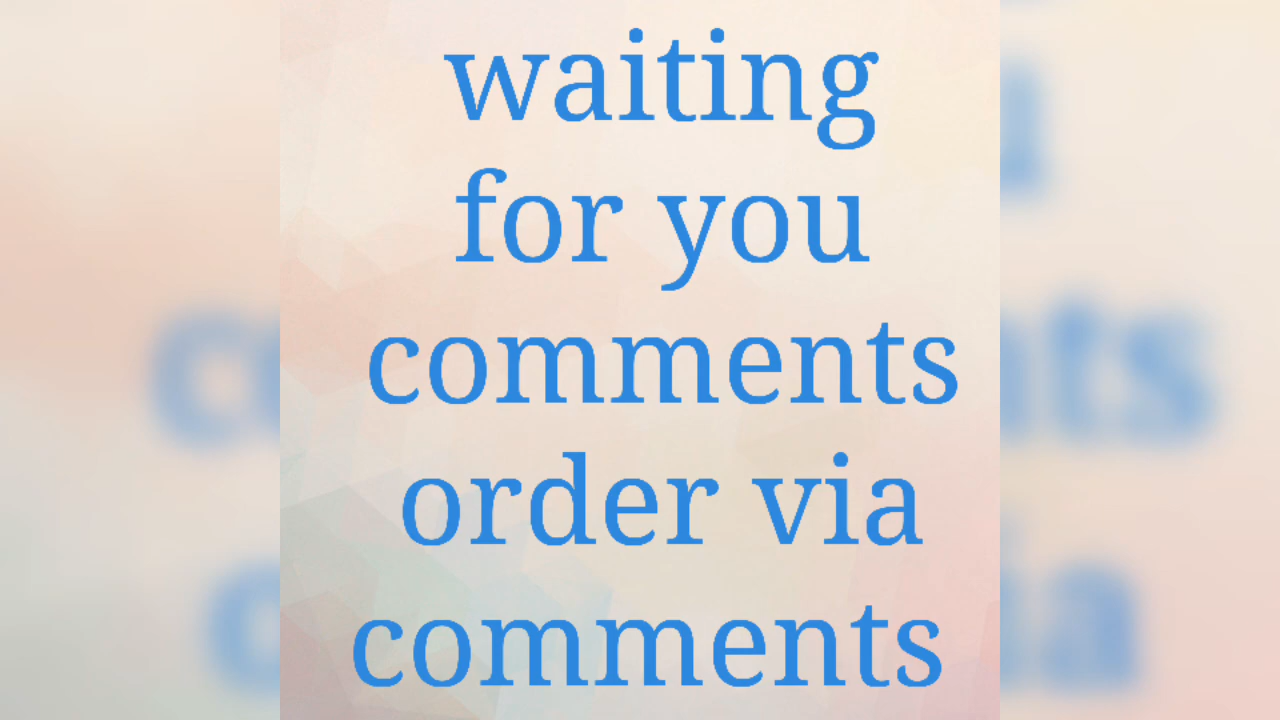 waiting
for you
comments
order via
comments